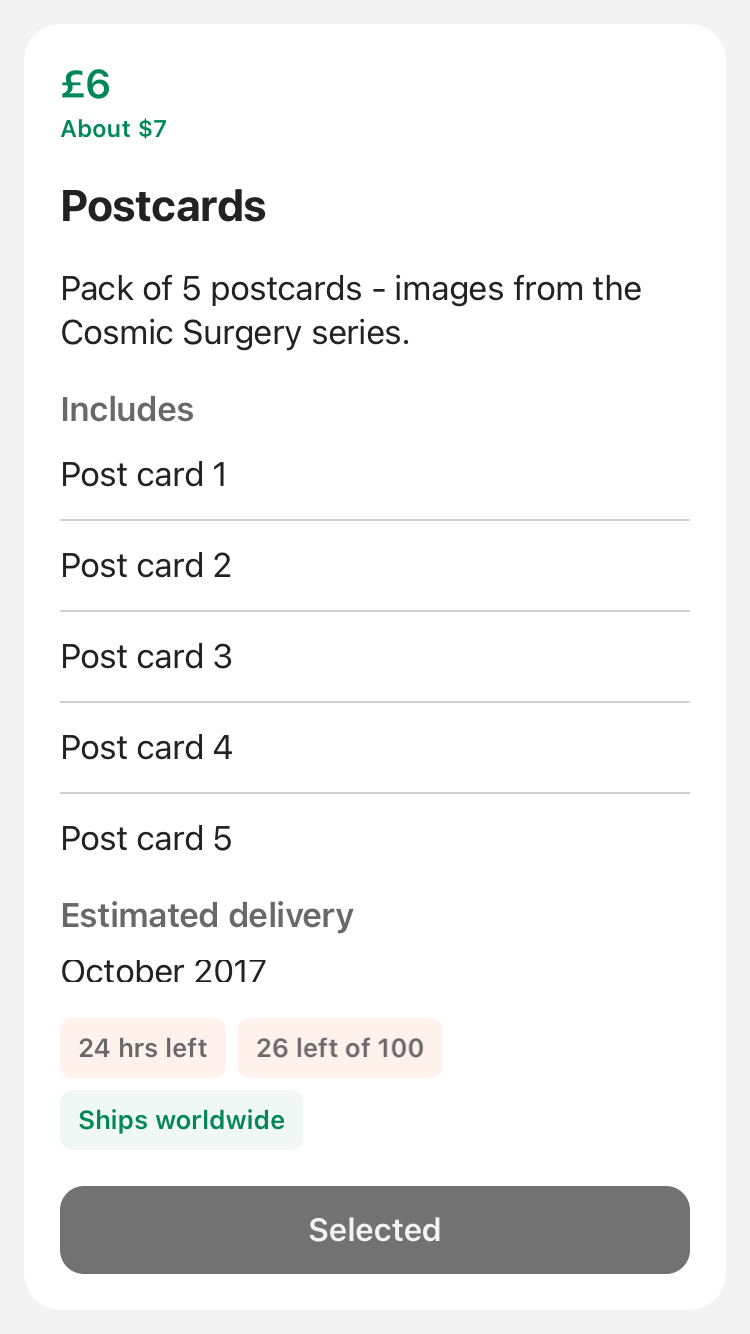 £6
About $7
Postcards
Pack of 5 postcards - images from the
Cosmic Surgery series.
Includes
Post card 1
Post card 2
Post card 3
Post card 4
Post card 5
Estimated delivery
October 2017
24 hrs left
26 left of 100
Ships worldwide
Selected